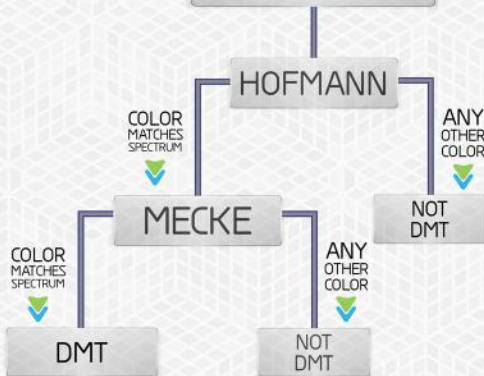 HOFMANN
COLOR
MATCHES
SPECTRUM
ANY
OTHER
COLOR
MECKE
NOT
DMT
COLOR
MATCHES
SPECTRUM
ANY
OTHER
COLOR
DMT
NOT
DMT